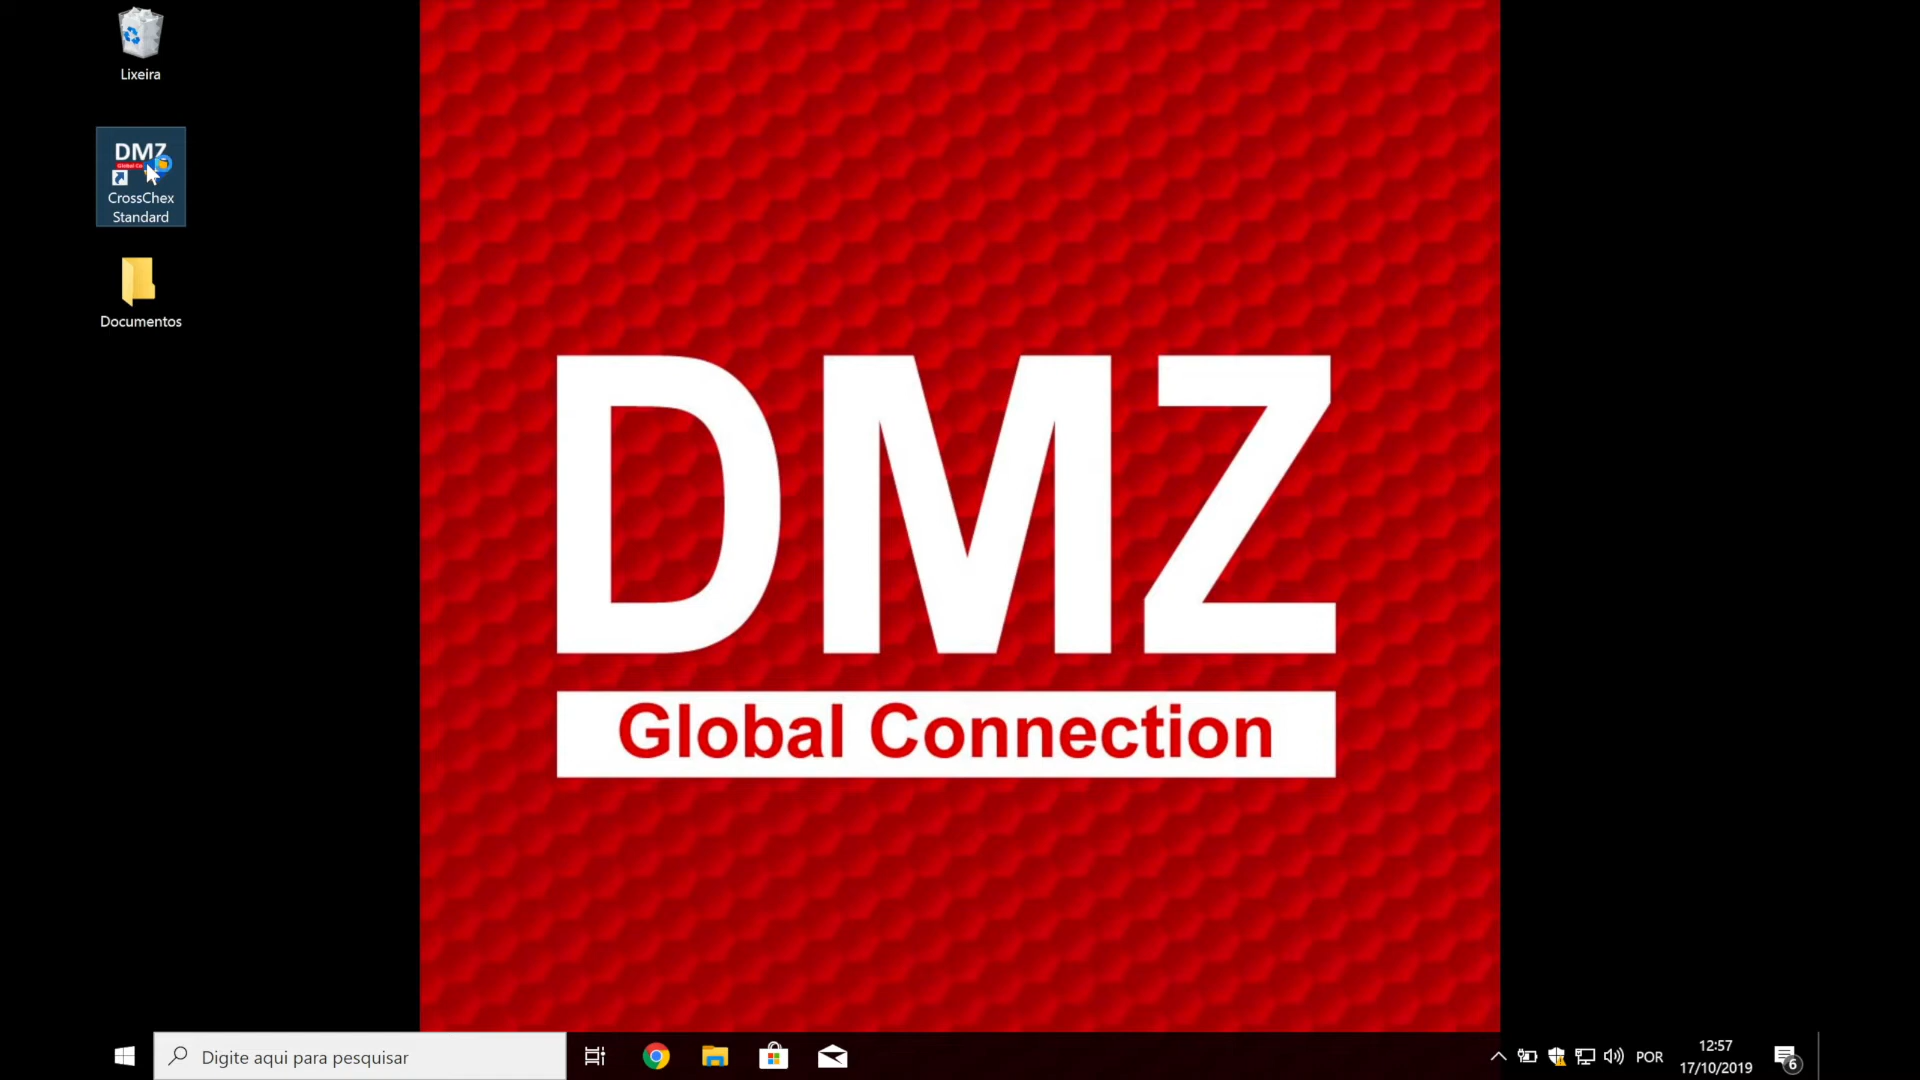 Lixeira
DMZ
CrossChex
Standard
Documentos
DMZ
Global Connection
Digite aqui para pesquisar
POR
12:57
17/10/2019
6